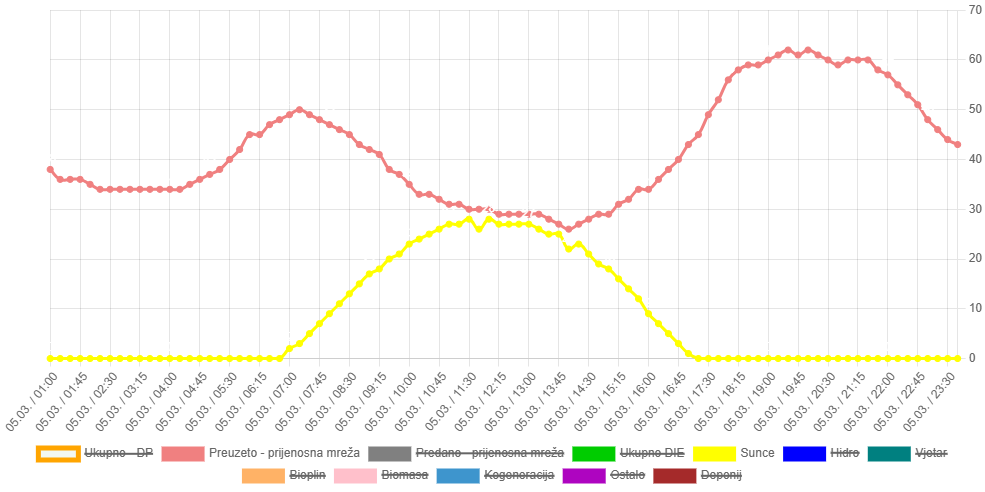 70
60
50
40
30
20
10
0
05.03. / 01:00
05.03. / 01:45
05.03. / 02:30
05.03. / 03:15
05.03. / 04:00
05.03. / 04:45
05.03. / 05:30
05.03. / 06:15
05.03. / 07:00
05.03. / 07:45
05.03. / 08:30
05.03. / 09:15
05.03. / 10:00
05.03. / 10:45
05.03. / 11:30
05.03. / 12:15
05.03. / 13:00
05.03. / 13:45
05.03. / 14:30
05.03. / 15:15
05.03. / 16:00
05.03. / 16:45
05.03. / 17:30
05.03. / 18:15
05.03. / 19:00
05.03. / 19:45
05.03. / 20:30
05.03. / 21:15
05.03. / 22:00
05.03. / 22:45
05.03. / 23:30
Ukupno - DP Preuzeto - prijenosna mreža Predano - prijenosna mreža Ukupno DIE Sunce Hidro Vjetar
Bioplin Biomasa Kogeneracija Ostalo Deponij